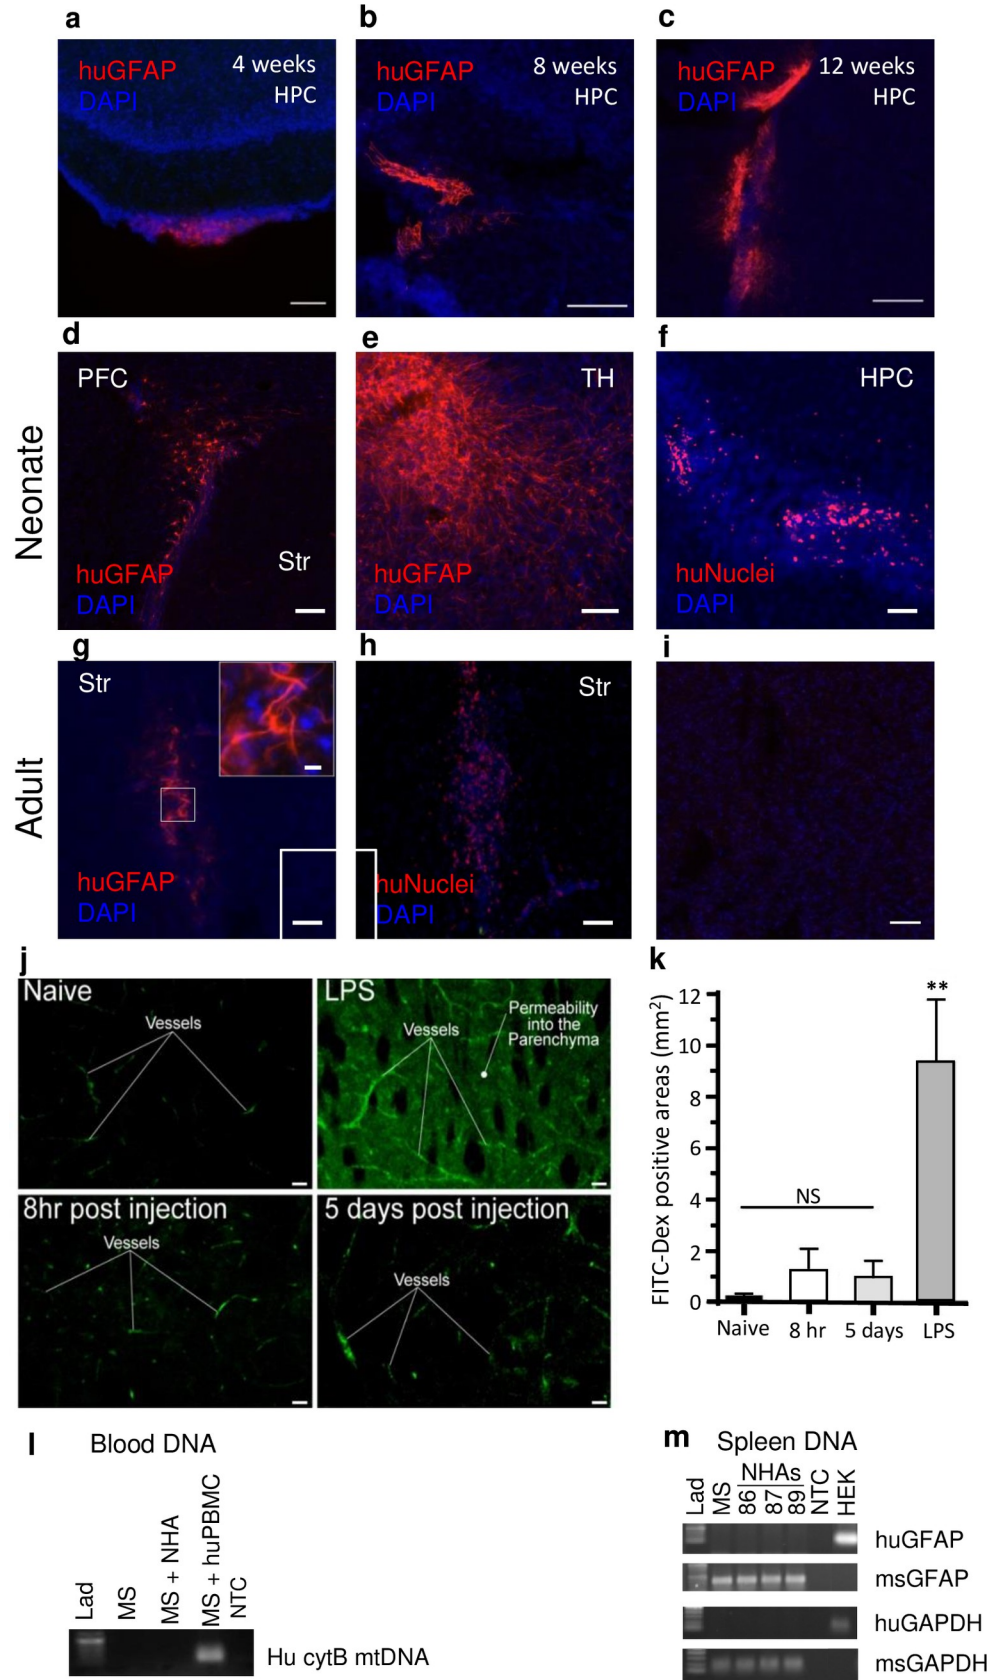 a
huGFAP
DAPI
4 weeks
HPC
b
huGFAP
DAPI
8 weeks
HPC
c
huGFAP
DAPI
12 weeks
HPC
Neonate
d
PFC
Str
huGFAP
DAPI
e
TH
huGFAP
DAPI
f
HPC
huNuclei
DAPI
Adult
g
Str
huGFAP
DAPI
h
Str
huNuclei
DAPI
i
j
Naive
Vessels
LPS
Vessels
Permeability
into the
Parenchyma
8hr post injection
Vessels
5 days post injection
Vessels
k
FITC-Dex positive areas (mm²)
12
10
8
6
4
2
0
**
NS
Naive
8 hr
5 days
LPS
l
Blood DNA
Lad
MS
MS + NHA
MS + huPBMC
NTC
Hu cytB mtDNA
m
Spleen DNA
NHAs
Lad
MS
86
87
89
NTC
HEK
huGFAP
msGFAP
huGAPDH
msGAPDH